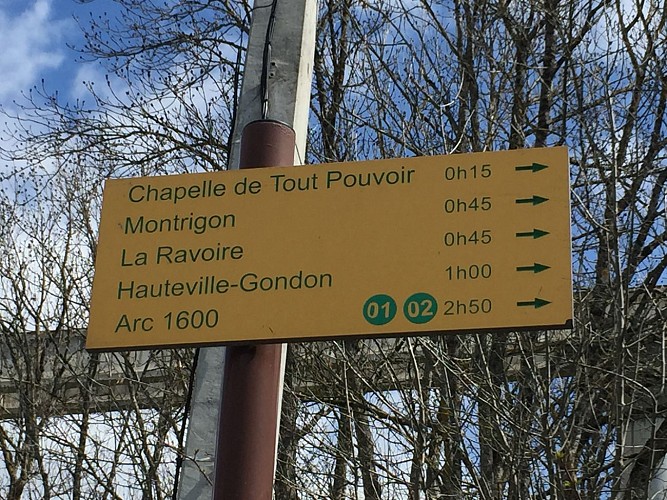 Chapelle de Tout Pouvoir 0h15 →
Montrigon 0h45 →
La Ravoire 0h45 →
Hauteville-Gondon 1h00 →
Arc 1600 01 02 2h50 →